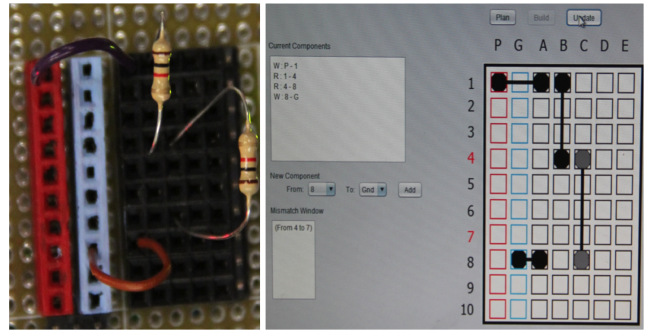 Plan Build Update
Current Components
P G A B C D E
W : P - 1
R : 1 - 4
R : 4 - 8
W : 8 - G
1
2
3
4
New Component
From: 8 To: Gnd Add
5
6
Mismatch Window
(From 4 to 7)
7
8
9
10